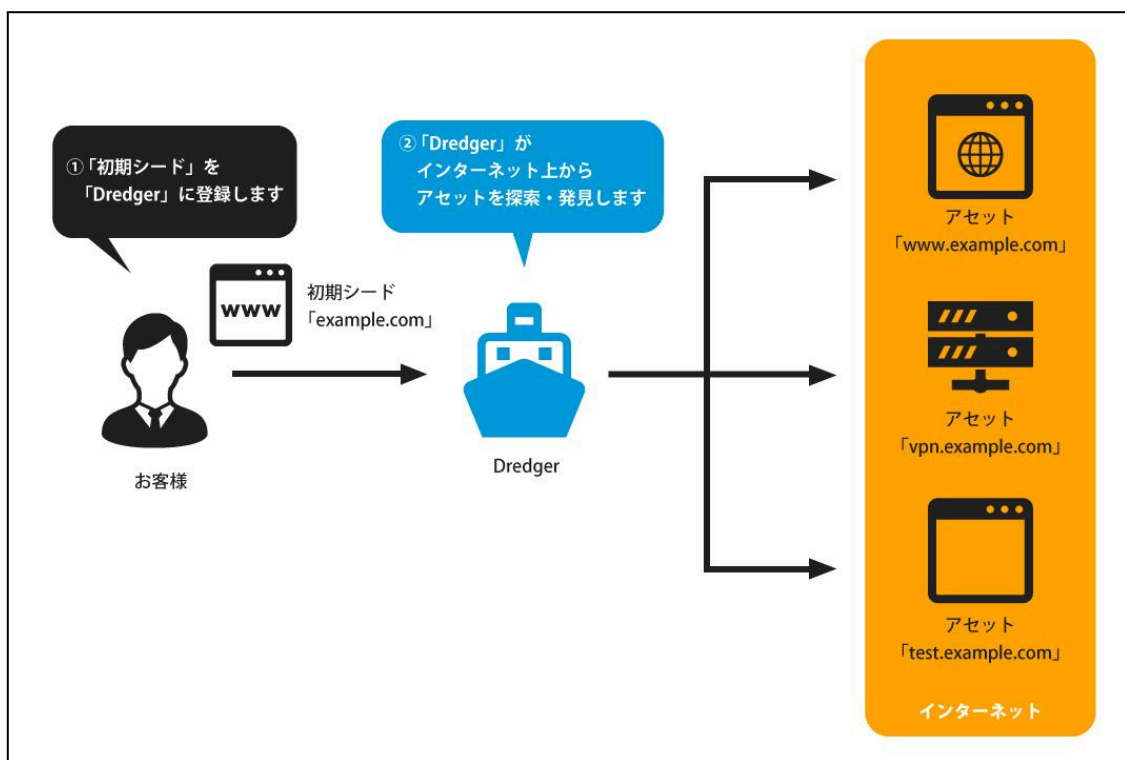 ①「初期シード」を
「Dredger」に登録します
②「Dredger」が
インターネット上から
アセットを探索・発見します
www
初期シード
「example.com」
お客様
Dredger
アセット
「www.example.com」
アセット
「vpn.example.com」
アセット
「test.example.com」
インターネット